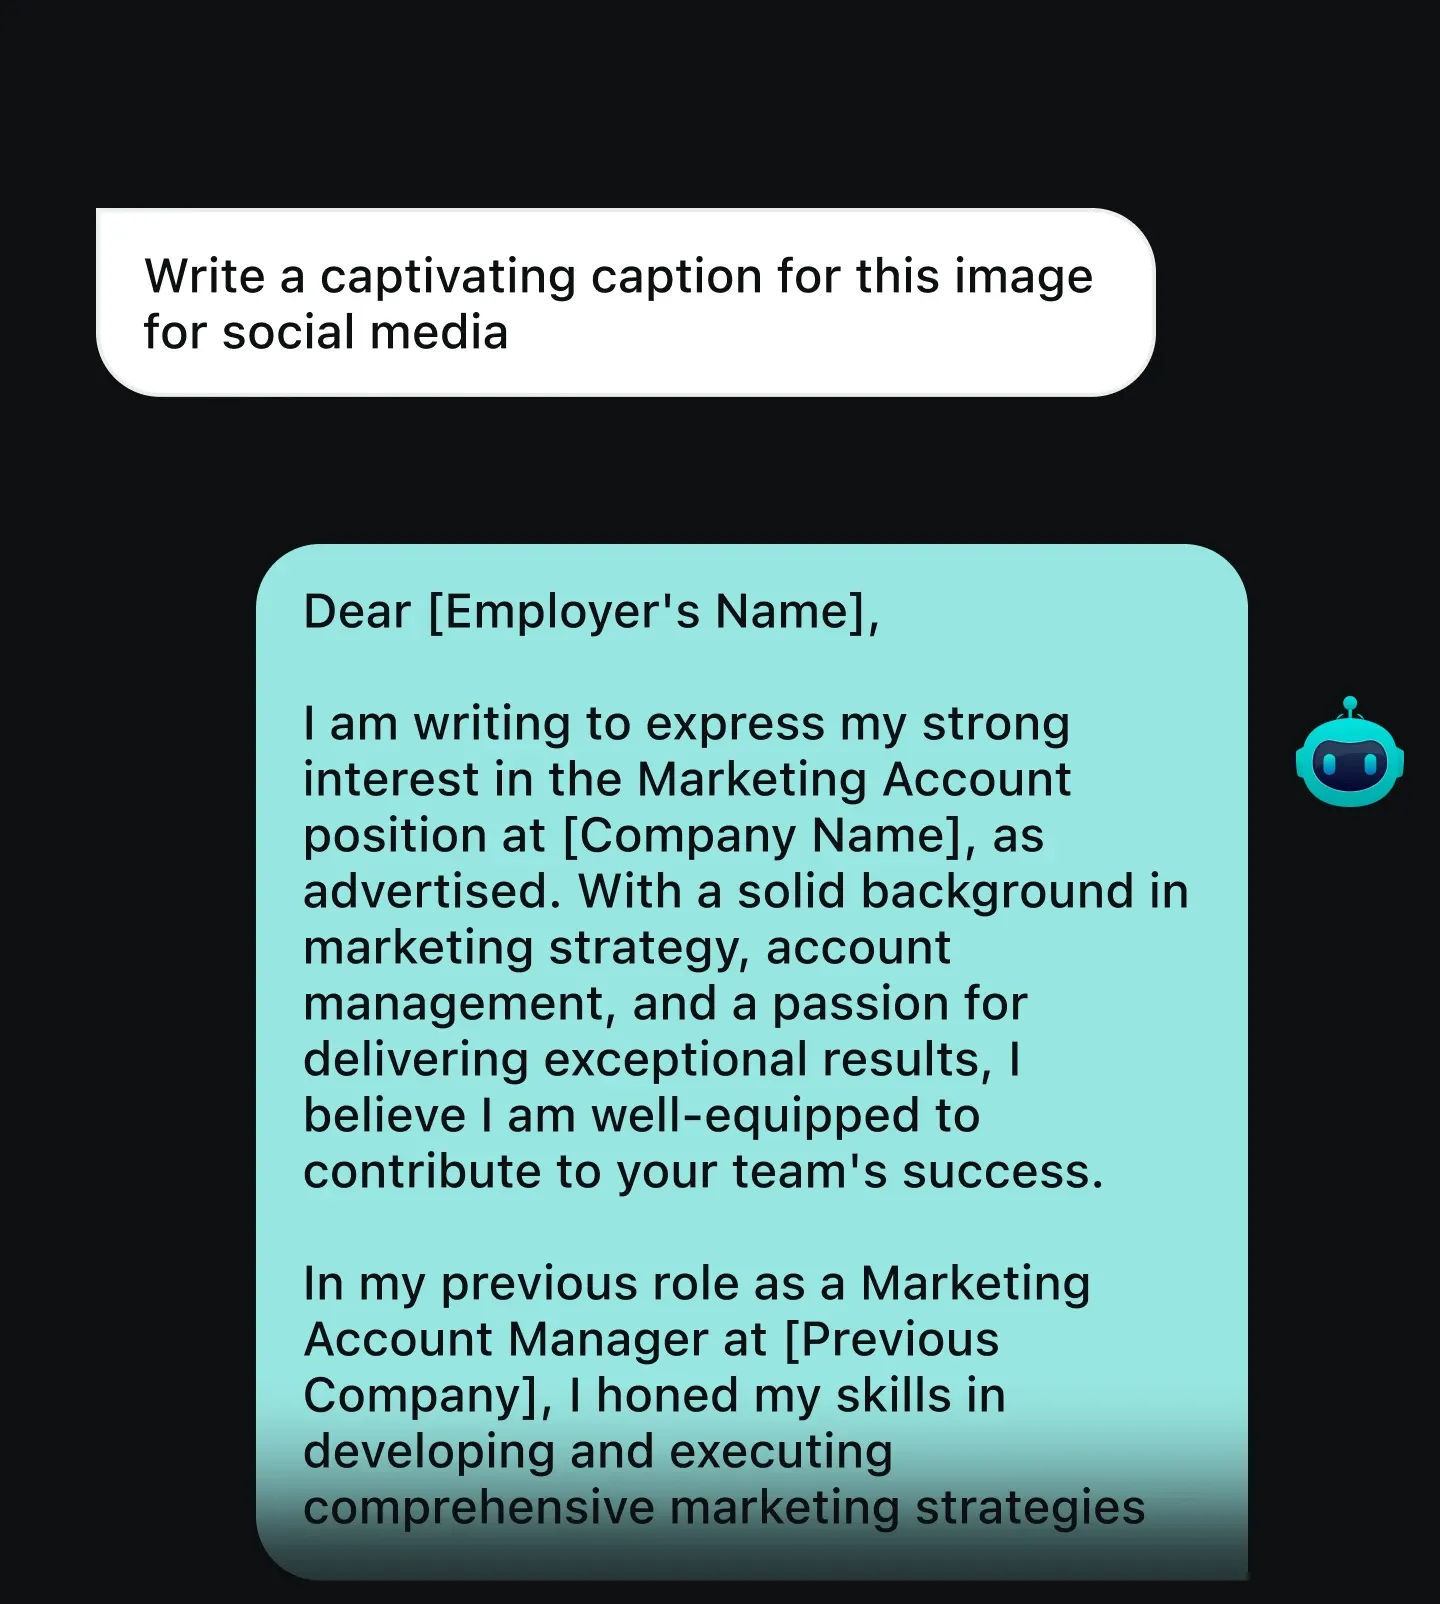 Write a captivating caption for this image
for social media
Dear [Employer's Name],
I am writing to express my strong
interest in the Marketing Account
position at [Company Name], as
advertised. With a solid background in
marketing strategy, account
management, and a passion for
delivering exceptional results, I
believe I am well-equipped to
contribute to your team's success.
In my previous role as a Marketing
Account Manager at [Previous
Company], I honed my skills in
developing and executing
comprehensive marketing strategies